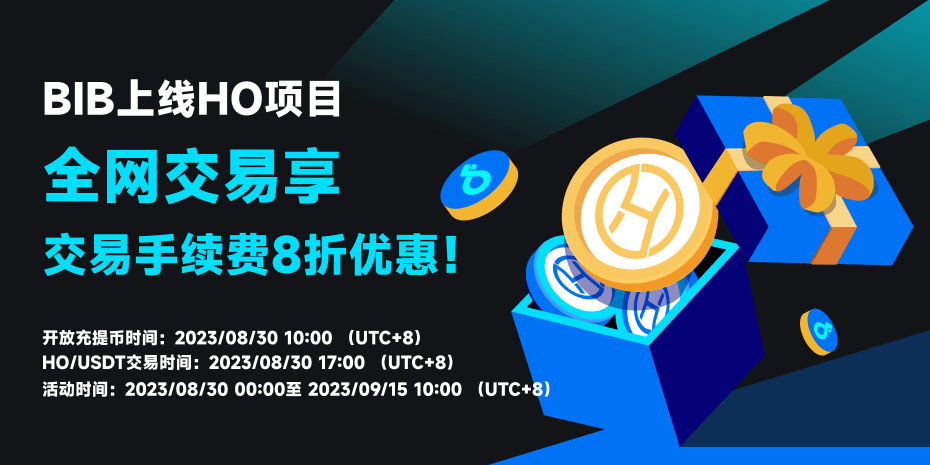 BIB上线HO项目
全网交易享
交易手续费8折优惠！
开放充提币时间：2023/08/30 10:00 （UTC+8）
HO/USDT交易时间：2023/08/30 17:00 （UTC+8）
活动时间：2023/08/30 00:00至 2023/09/15 10:00 （UTC+8）